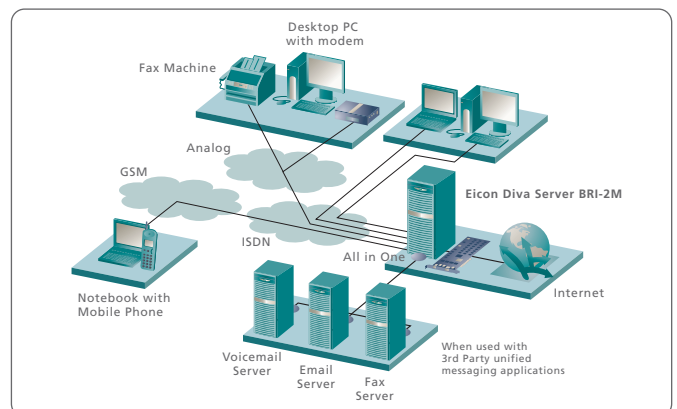 Desktop PC
with modem
Fax Machine
Analog
GSM
Eicon Diva Server BRI-2M
ISDN
All in One
Internet
Notebook with
Mobile Phone
Voicemail
Server
Email
Server
Fax
Server
When used with
3rd Party unified
messaging applications